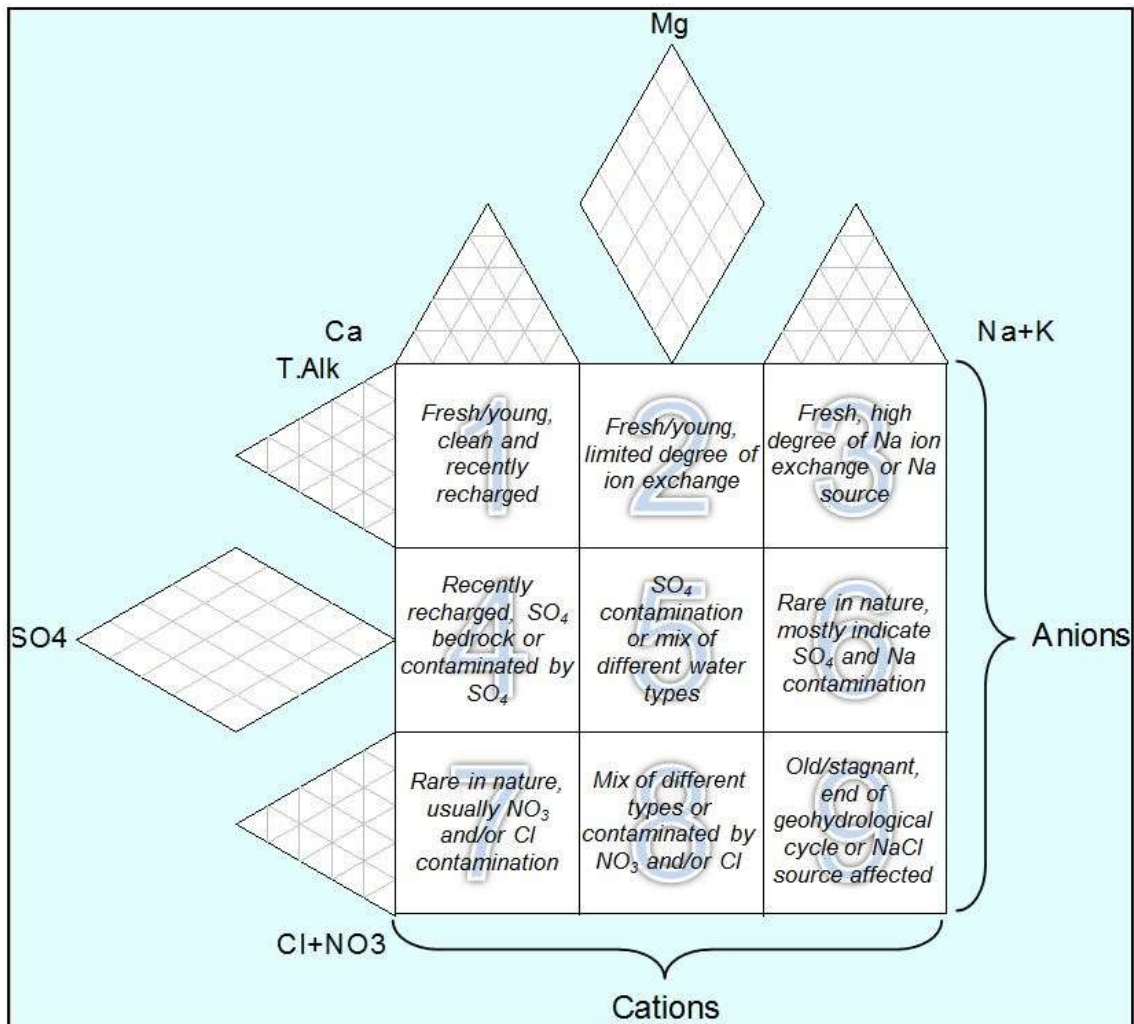 Mg
Ca
Na+K
T.Alk
1
Fresh/young,
clean and
recently
recharged
2
Fresh/young,
limited degree of
ion exchange
3
Fresh, high
degree of Na ion
exchange or Na
source
SO4
4
Recently
recharged, SO₄
bedrock or
contaminated by
SO₄
5
SO₄
contamination
or mix of
different water
types
6
Rare in nature,
mostly indicate
SO₄ and Na
contamination
Anions
7
Rare in nature,
usually NO₃
and/or Cl
contamination
8
Mix of different
types or
contaminated by
NO₃ and/or Cl
9
Old/stagnant,
end of
geohydrological
cycle or NaCl
source affected
Cl+NO3
Cations